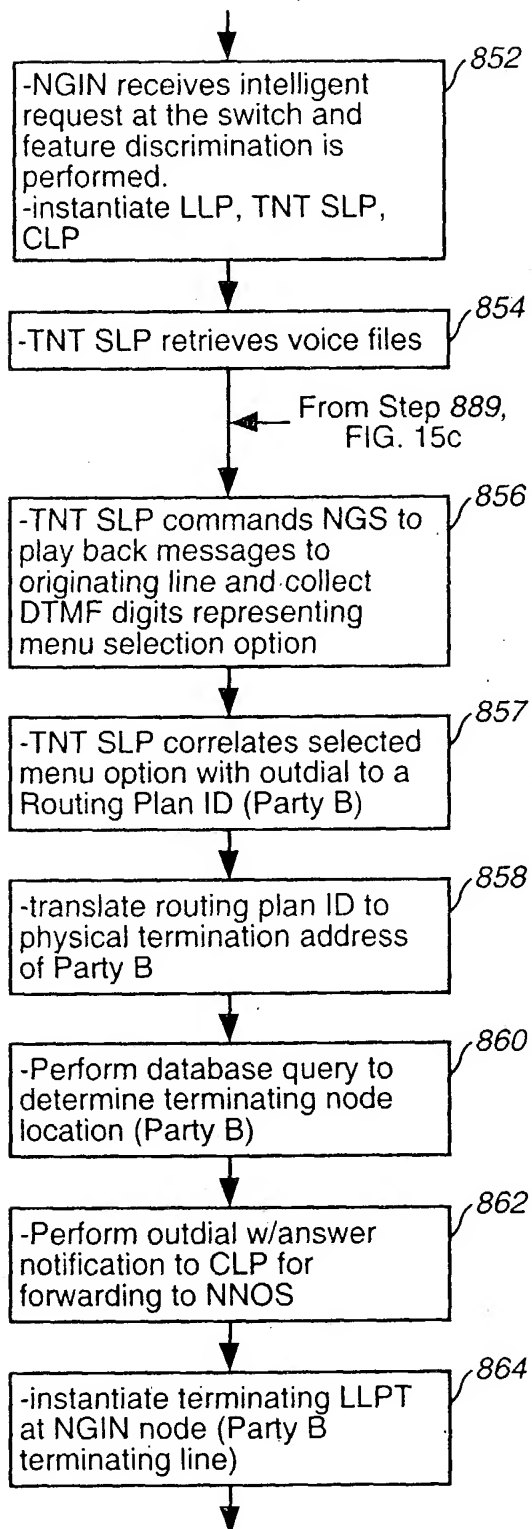 852
-NGIN receives intelligent
request at the switch and
feature discrimination is
performed.
-instantiate LLP, TNT SLP,
CLP
854
-TNT SLP retrieves voice files
From Step 889,
FIG. 15c
856
-TNT SLP commands NGS to
play back messages to
originating line and collect
DTMF digits representing
menu selection option
857
-TNT SLP correlates selected
menu option with outdial to a
Routing Plan ID (Party B)
858
-translate routing plan ID to
physical termination address
of Party B
860
-Perform database query to
determine terminating node
location (Party B)
862
-Perform outdial w/answer
notification to CLP for
forwarding to NNOS
864
-instantiate terminating LLPT
at NGIN node (Party B
terminating line)